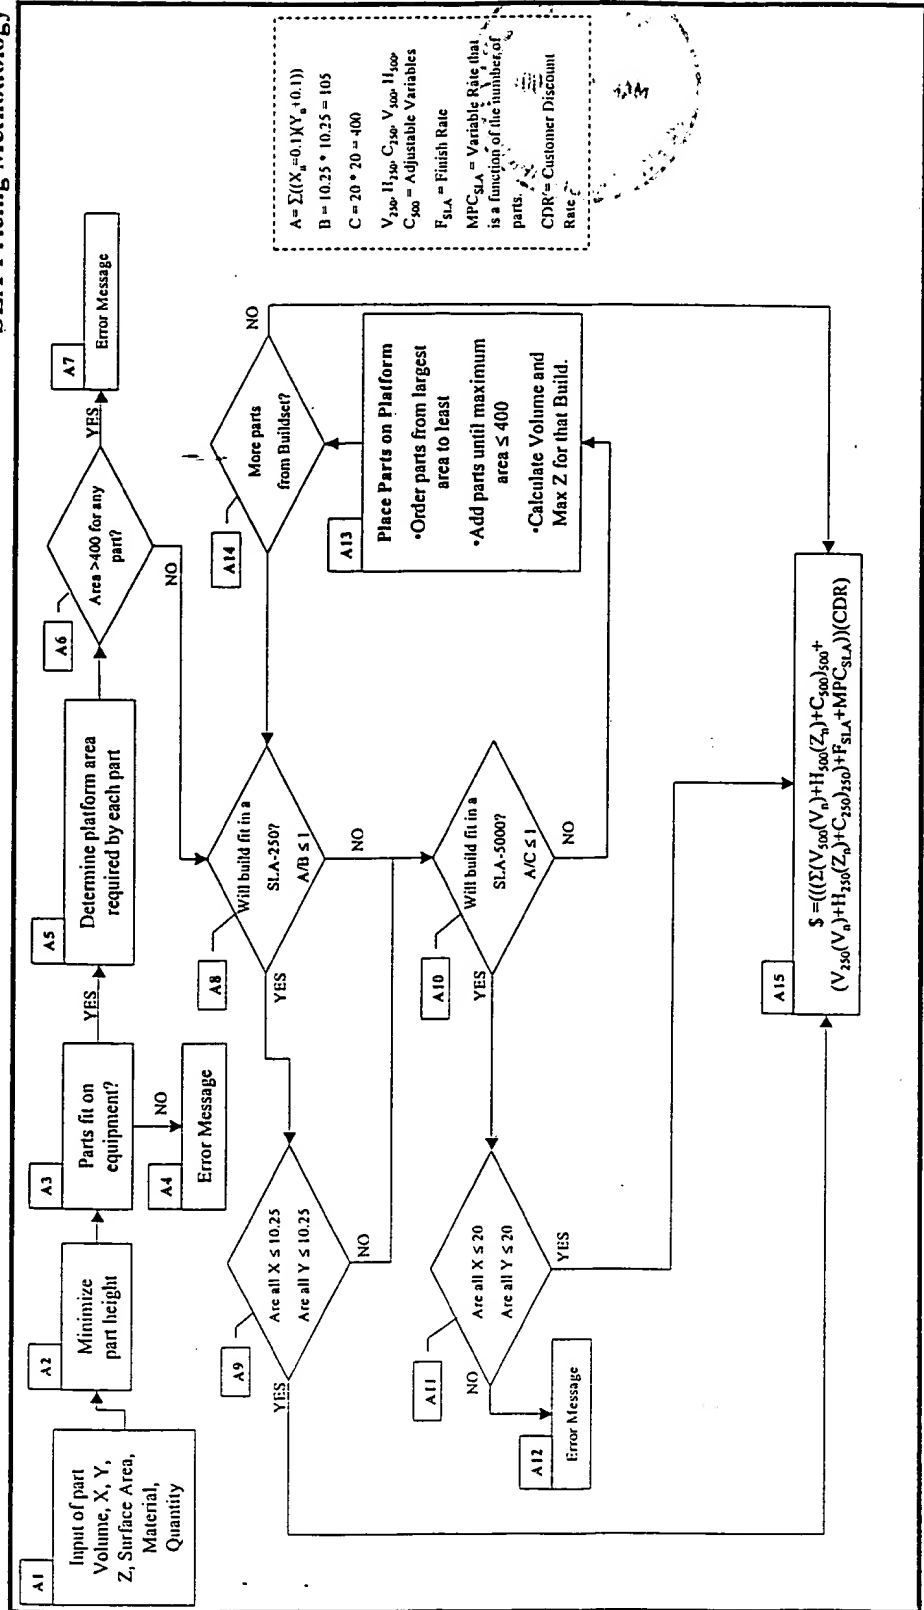 SLA Pricing Methodology
A1
Input of part
Volume, X, Y,
Z, Surface Area,
Material,
Quantity
A2
Minimize
part height
A3
Parts fit on
equipment?
YES
NO
A4
Error Message
A5
Determine platform area
required by each part
A6
Area >400 for any
part?
YES
NO
A7
Error Message
A8
Will build fit in a
SLA-250?
A/B ≤ 1
YES
NO
A9
Are all X ≤ 10.25
Are all Y ≤ 10.25
YES
NO
A10
Will build fit in a
SLA-5000?
A/C ≤ 1
YES
NO
A11
Are all X ≤ 20
Are all Y ≤ 20
NO
YES
A12
Error Message
A13
Place Parts on Platform
•Order parts from largest
area to least
•Add parts until maximum
area ≤ 400
•Calculate Volume and
Max Z for that Build.
A14
More parts
from Buildset?
NO
A15
$ =(((Σ(V500(Vn)+H500(Zn)+C500)500+
(V250(Vn)+H250(Zn)+C250)250)+FSLA+MPCSLA))(CDR)
A= Σ((Xn=0.1)(Yn+0.1))
B = 10.25 * 10.25 = 105
C = 20 * 20 = 400
V250, H250, C250, V500, H500,
C500 = Adjustable Variables
FSLA = Finish Rate
MPCSLA = Variable Rate that
is a function of the number of
parts.
CDR = Customer Discount
Rate